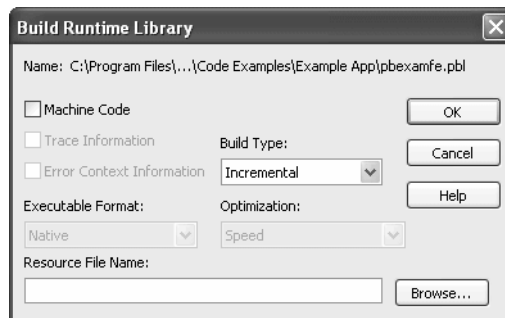 Build Runtime Library
Name: C:\Program Files\...\Code Examples\Example App\pbexamfe.pbl
Machine Code
OK
Trace Information
Build Type:
Cancel
Error Context Information
Incremental
Help
Executable Format:
Optimization:
Native
Speed
Resource File Name:
Browse...